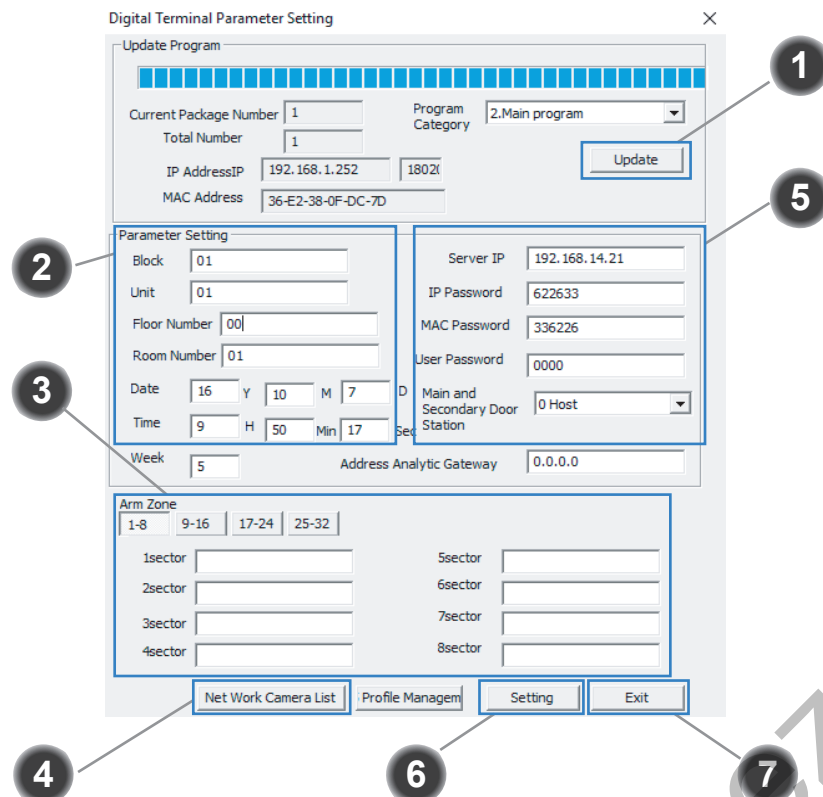 Digital Terminal Parameter Setting
Update Program
1
Current Package Number 1 Program Category 2.Main program
Total Number 1
Update
IP AddressIP 192.168.1.252 1802(
MAC Address 36-E2-38-0F-DC-7D
5
Parameter Setting
2
Block 01 Server IP 192.168.14.21
Unit 01 IP Password 622633
Floor Number 00 MAC Password 336226
Room Number 01 User Password 0000
3
Date 16 Y 10 M 7 D Main and Secondary Door Station 0 Host
Time 9 H 50 Min 17 Sec
Week 5 Address Analytic Gateway 0.0.0.0
Arm Zone
1-8 9-16 17-24 25-32
1sector 5sector
2sector 6sector
3sector 7sector
4sector 8sector
Net Work Camera List Profile Managem Setting Exit
4 6 7